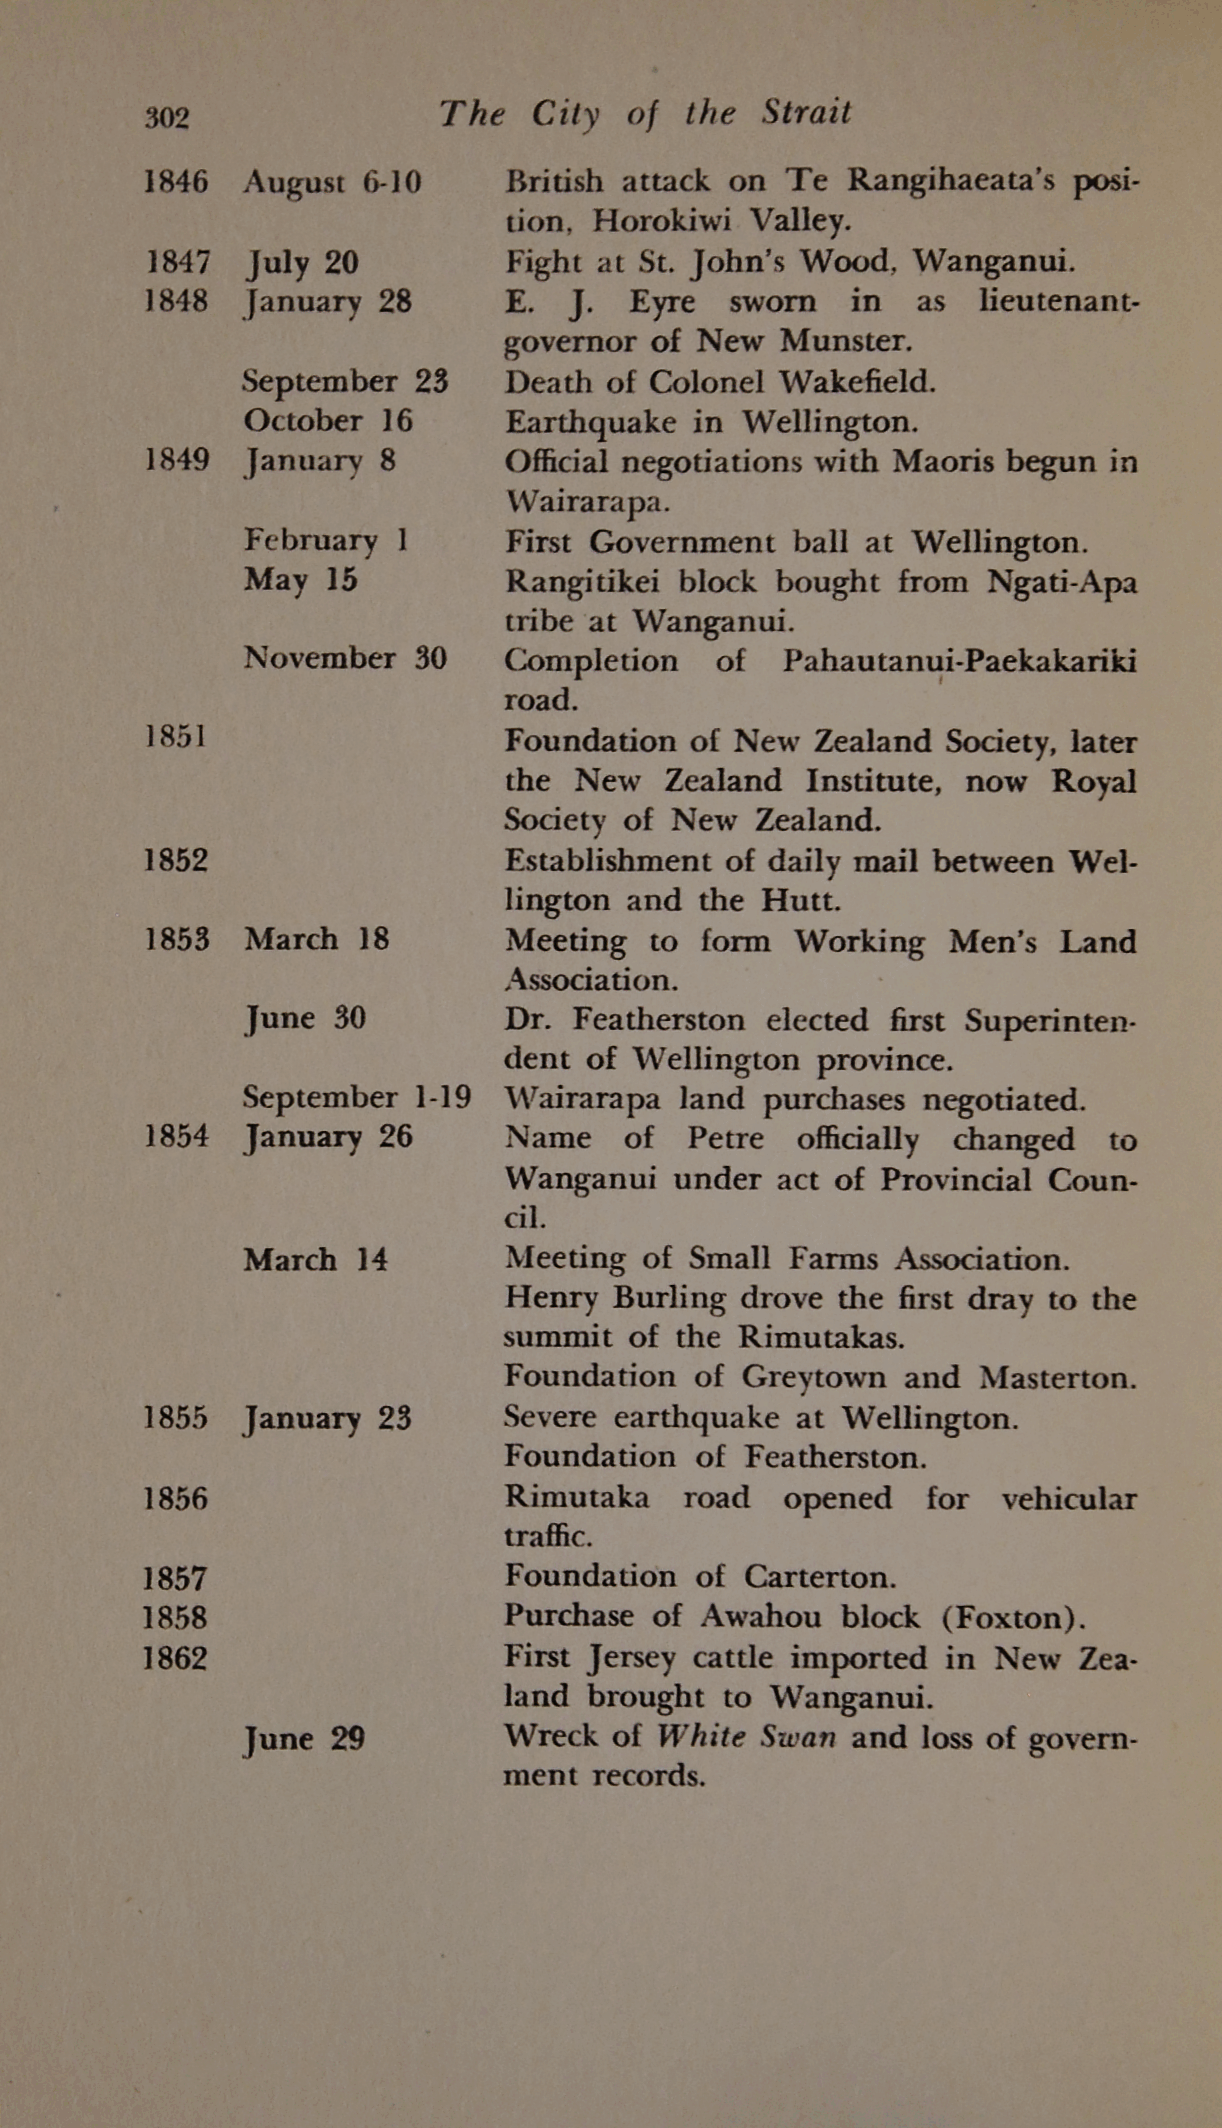 302 The City of the Strait
1846 August 6-10 British attack on Te Rangihaeata's posi-
tion, Horokiwi Valley.
1847 July 20 Fight at St. John's Wood, Wanganui.
1848 January 28 E. J. Eyre sworn in as lieutenant-
governor of New Munster.
September 23 Death of Colonel Wakefield.
October 16 Earthquake in Wellington.
1849 January 8 Official negotiations with Maoris begun in
Wairarapa.
February 1 First Government ball at Wellington.
May 15 Rangitikei block bought from Ngati-Apa
tribe at Wanganui.
November 30 Completion of Pahautanui-Paekakariki
road.
1851 Foundation of New Zealand Society, later
the New Zealand Institute, now Royal
Society of New Zealand.
1852 Establishment of daily mail between Wel-
lington and the Hutt.
1853 March 18 Meeting to form Working Men's Land
Association.
June 30 Dr. Featherston elected first Superinten-
dent of Wellington province.
September 1-19 Wairarapa land purchases negotiated.
1854 January 26 Name of Petre officially changed to
Wanganui under act of Provincial Coun-
cil.
March 14 Meeting of Small Farms Association.
Henry Burling drove the first dray to the
summit of the Rimutakas.
Foundation of Greytown and Masterton.
1855 January 23 Severe earthquake at Wellington.
Foundation of Featherston.
1856 Rimutaka road opened for vehicular
traffic.
1857 Foundation of Carterton.
1858 Purchase of Awahou block (Foxton).
1862 First Jersey cattle imported in New Zea-
land brought to Wanganui.
June 29 Wreck of White Swan and loss of govern-
ment records.